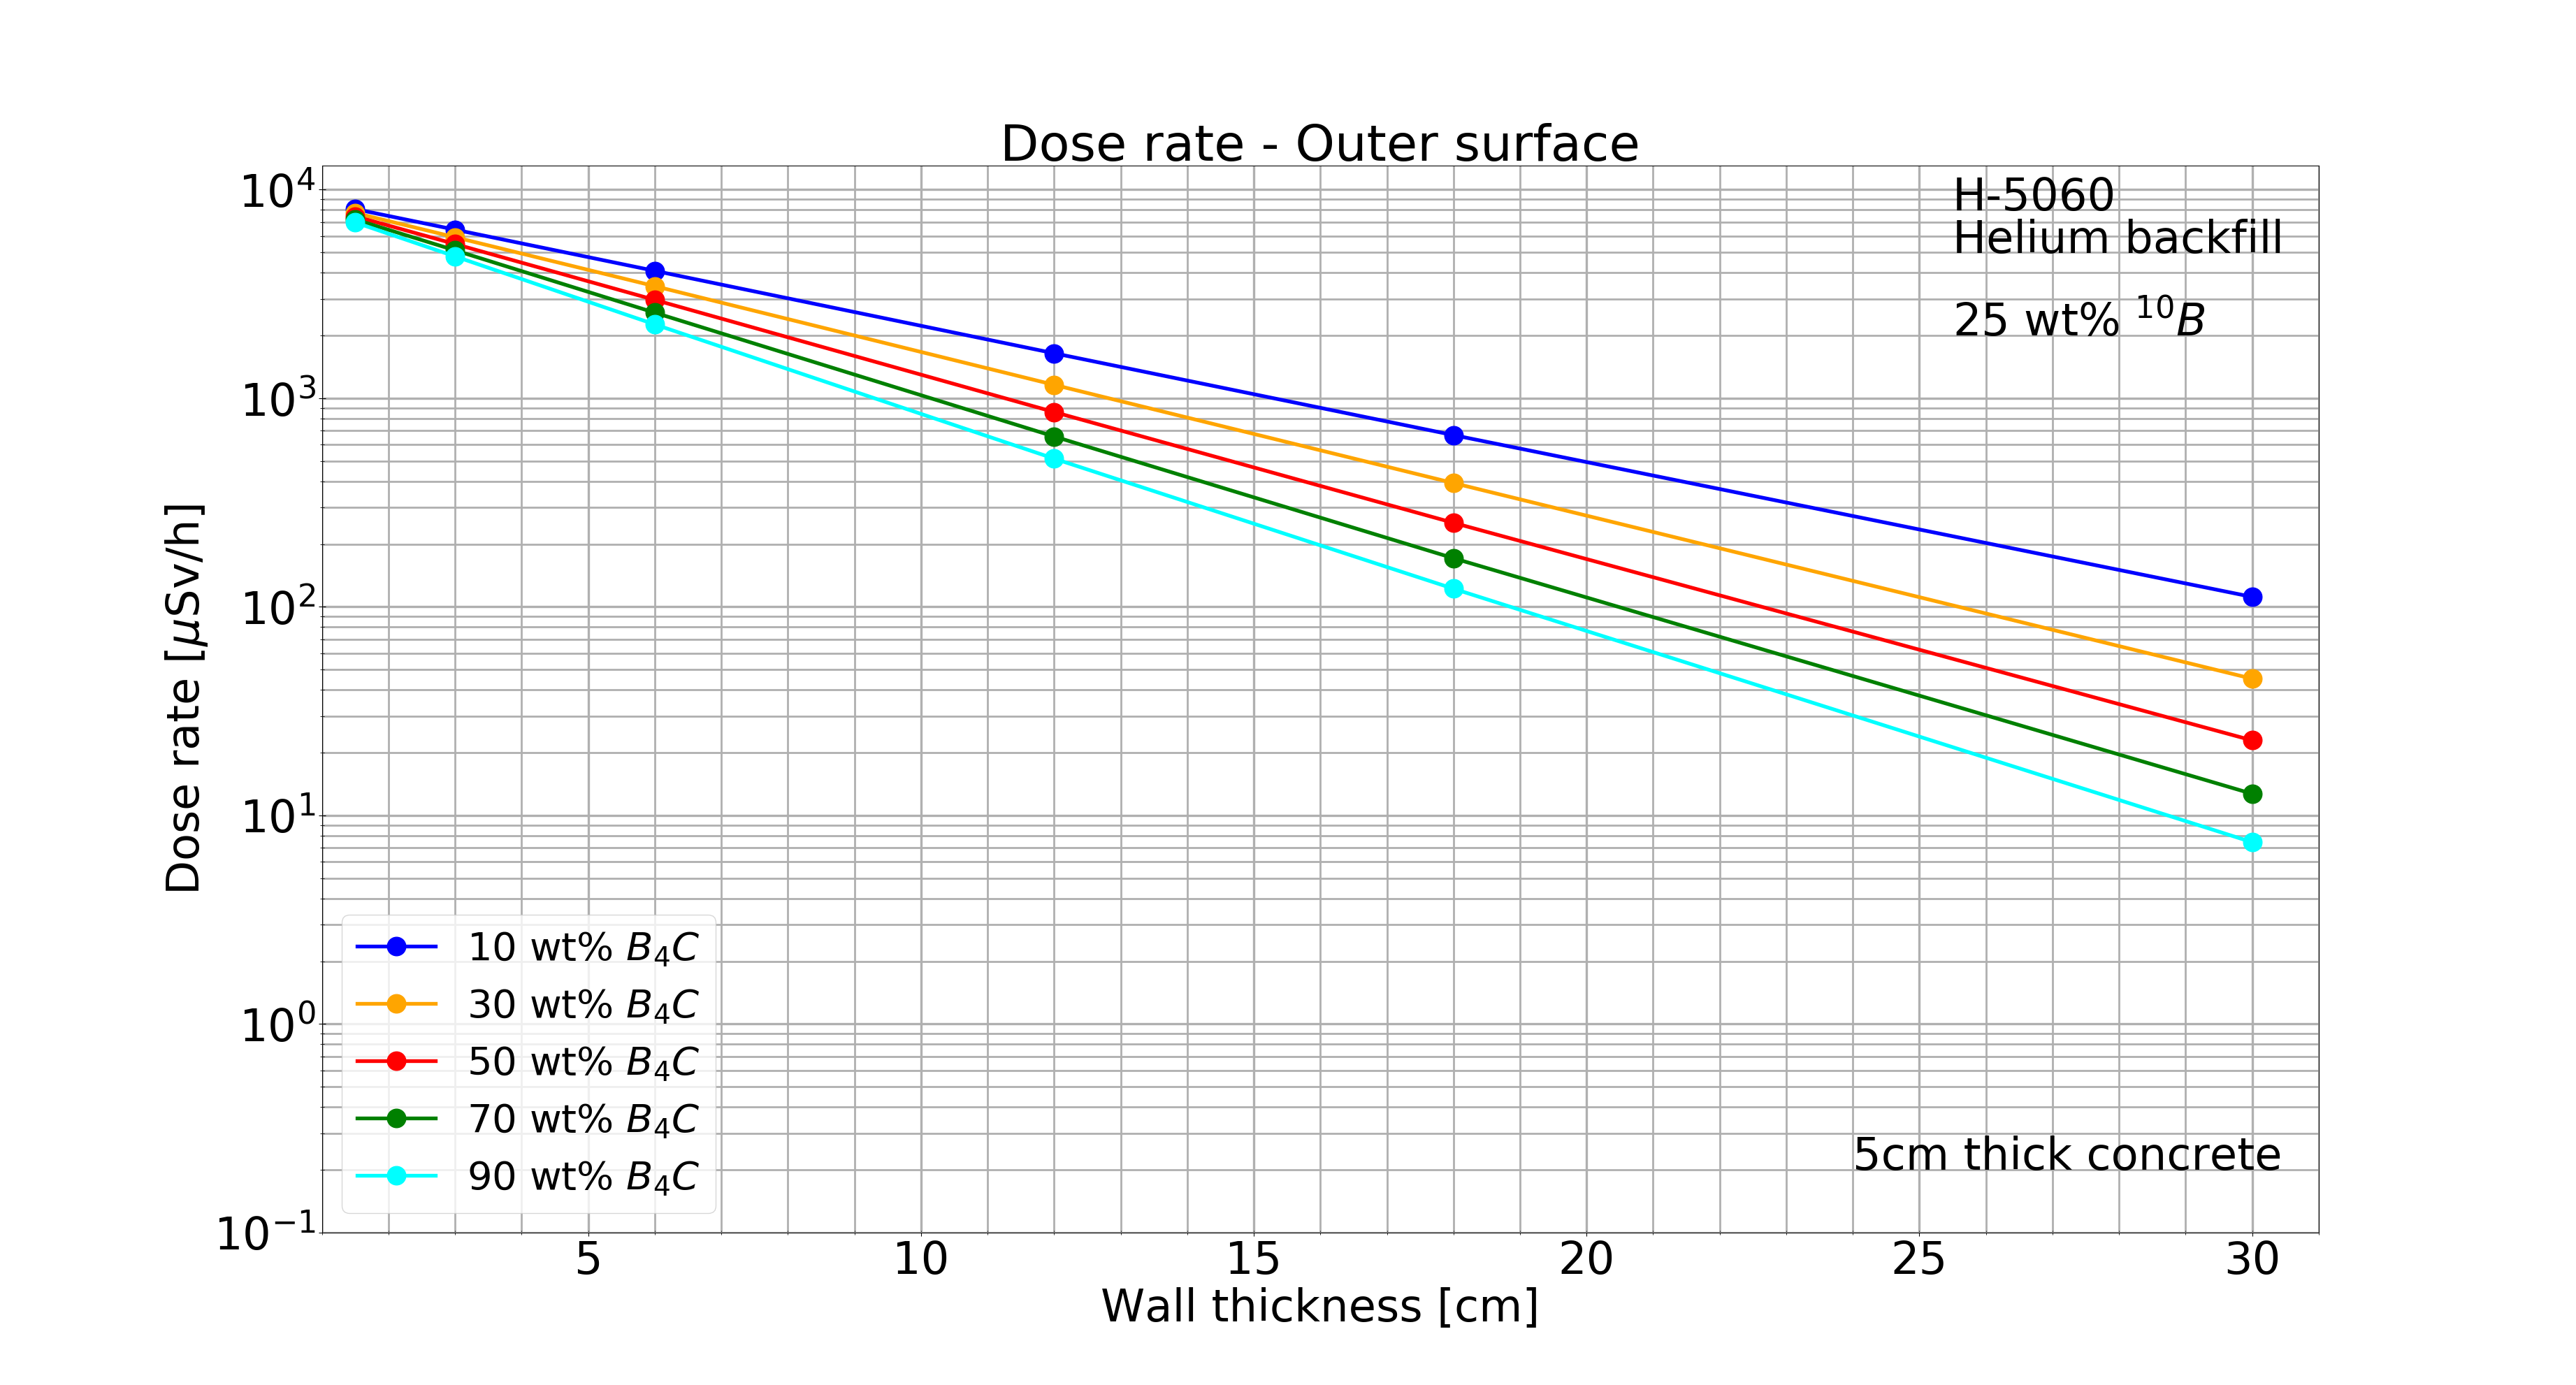 Dose rate - Outer surface
H-5060
Helium backfill
25 wt% ¹⁰B
10⁴
10³
10²
10¹
10⁰
10⁻¹
Dose rate [μSv/h]
10 wt% B₄C
30 wt% B₄C
50 wt% B₄C
70 wt% B₄C
90 wt% B₄C
5cm thick concrete
5 10 15 20 25 30
Wall thickness [cm]